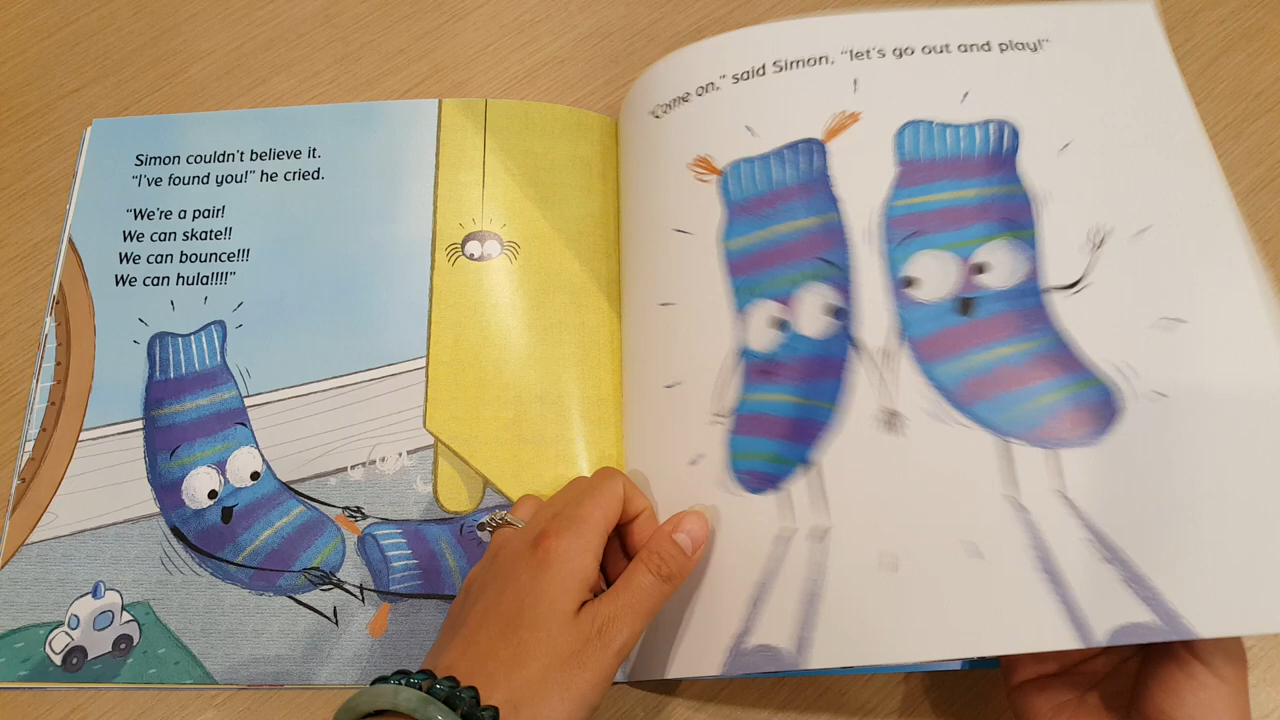 Simon couldn't believe it.
"I've found you!" he cried.
"We're a pair!
We can skate!!
We can bounce!!!
We can hula!!!!"
"Come on," said Simon, "let's go out and play!"